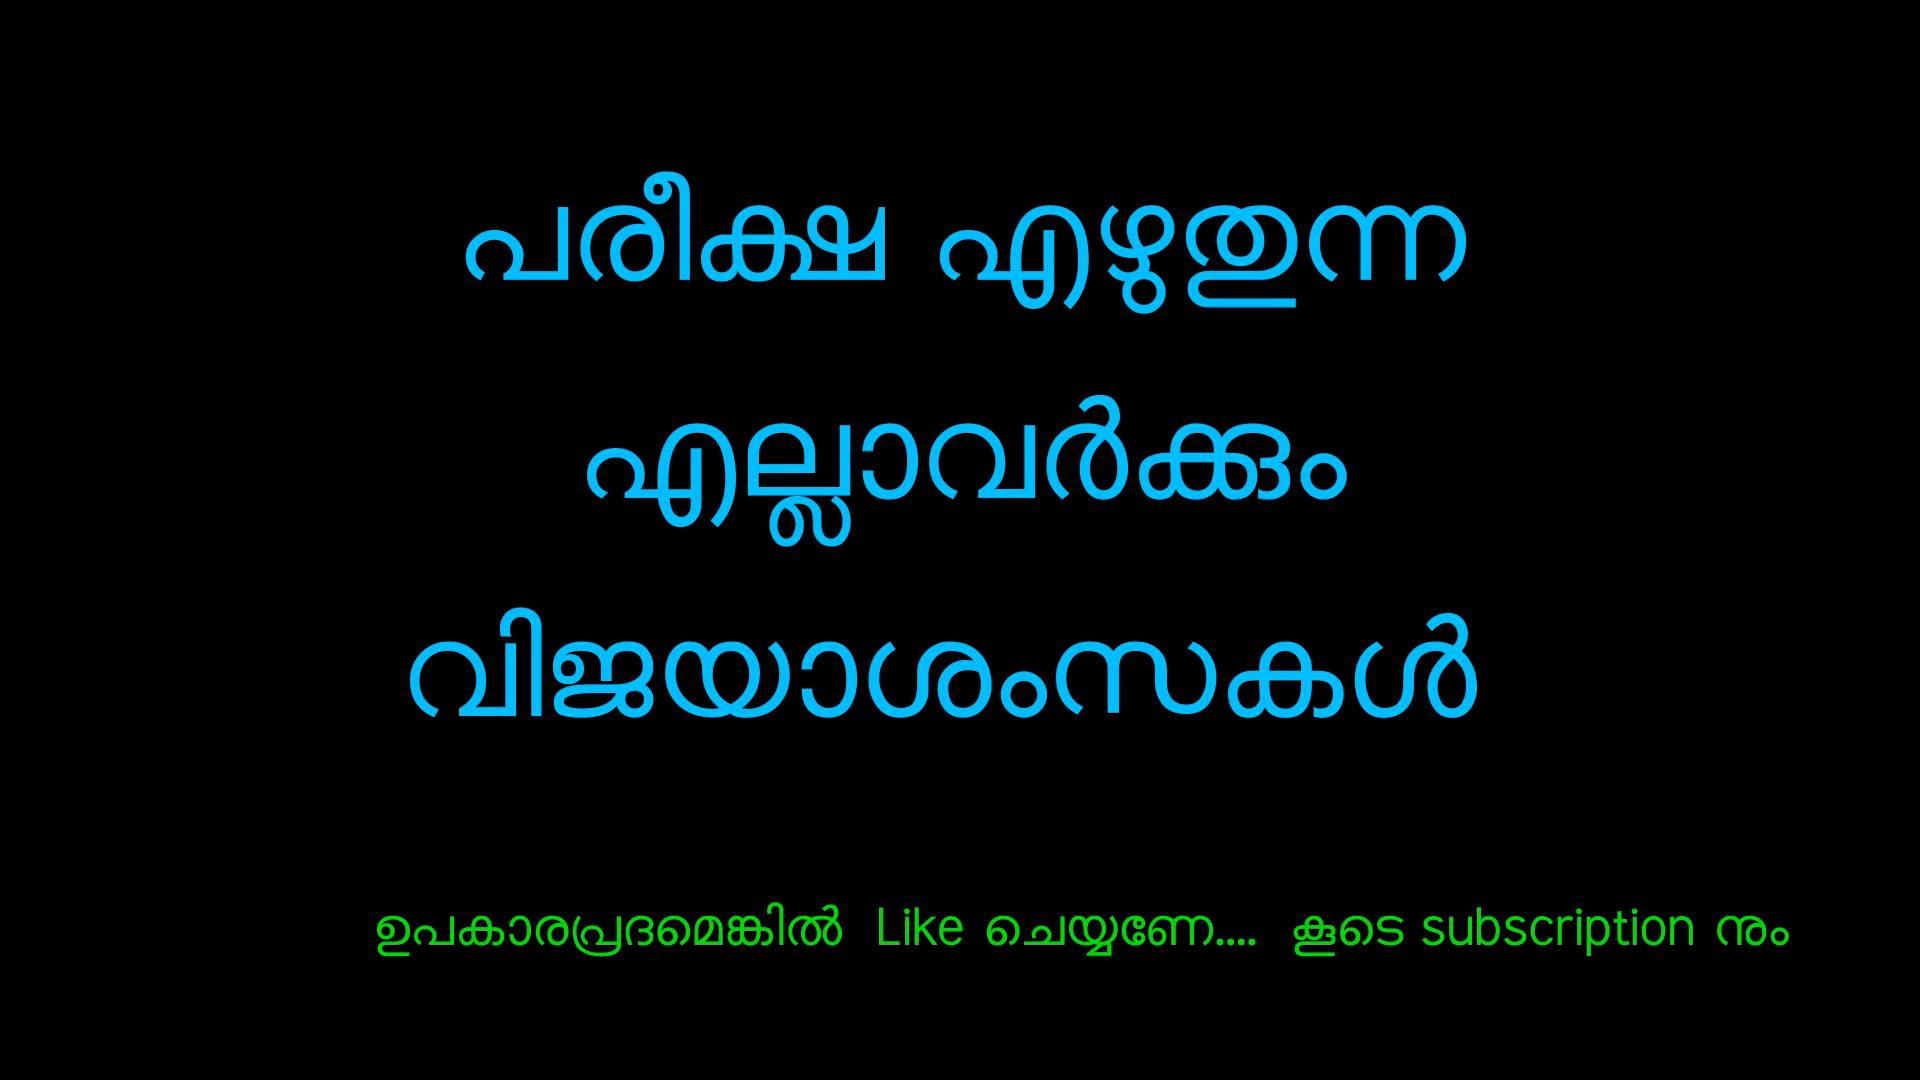 പരീക്ഷ എഴുതുന്ന
എല്ലാവർക്കും
വിജയാശംസകൾ
ഉപകാരപ്രദമെങ്കിൽ Like ചെയ്യണേ.... കൂടെ subscription നും